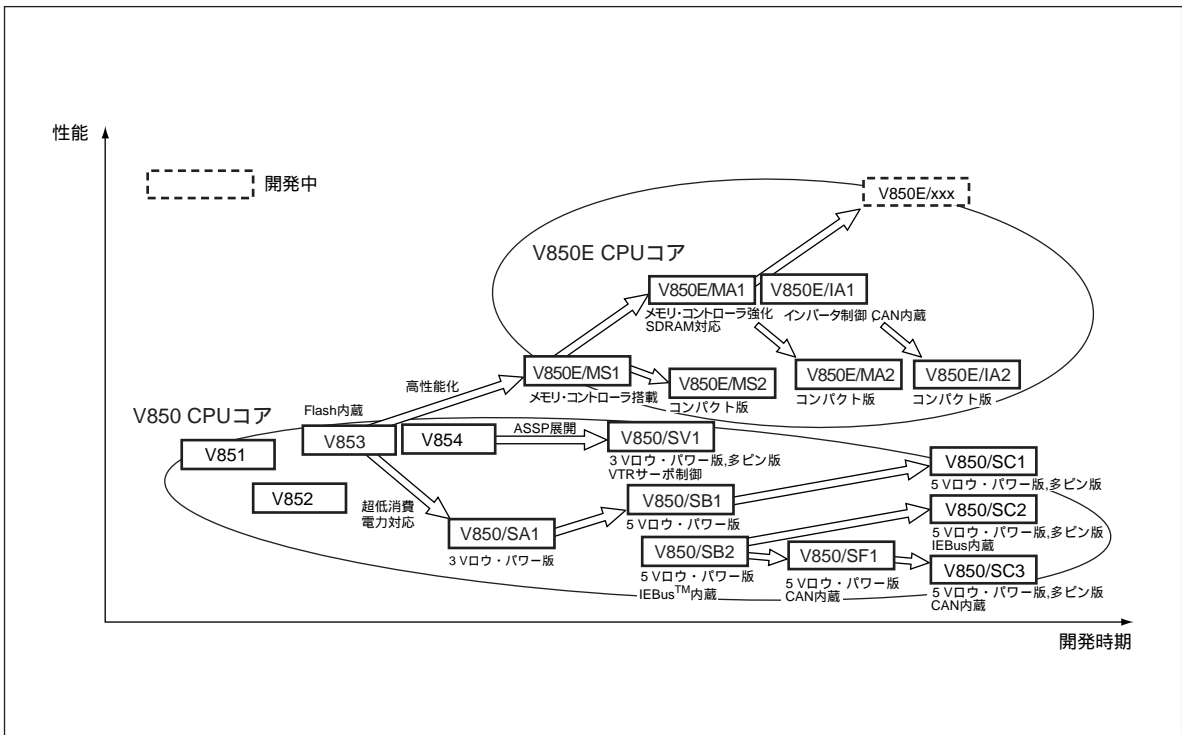 性能
開発中
V850E/xxx
V850E CPUコア
V850E/MA1
V850E/IA1
メモリ・コントローラ強化
SDRAM対応
インバータ制御 CAN内蔵
V850E/MS1
メモリ・コントローラ搭載
V850E/MS2
コンパクト版
V850E/MA2
コンパクト版
V850E/IA2
コンパクト版
高性能化
V850 CPUコア
Flash内蔵
V851
V853
V854
ASSP展開
V850/SV1
3 Vロウ・パワー版,多ピン版
VTRサーボ制御
V852
超低消費
電力対応
V850/SA1
3 Vロウ・パワー版
V850/SB1
5 Vロウ・パワー版
V850/SB2
5 Vロウ・パワー版
IEBusTM内蔵
V850/SF1
5 Vロウ・パワー版
CAN内蔵
V850/SC1
5 Vロウ・パワー版,多ピン版
V850/SC2
5 Vロウ・パワー版,多ピン版
IEBus内蔵
V850/SC3
5 Vロウ・パワー版,多ピン版
CAN内蔵
開発時期